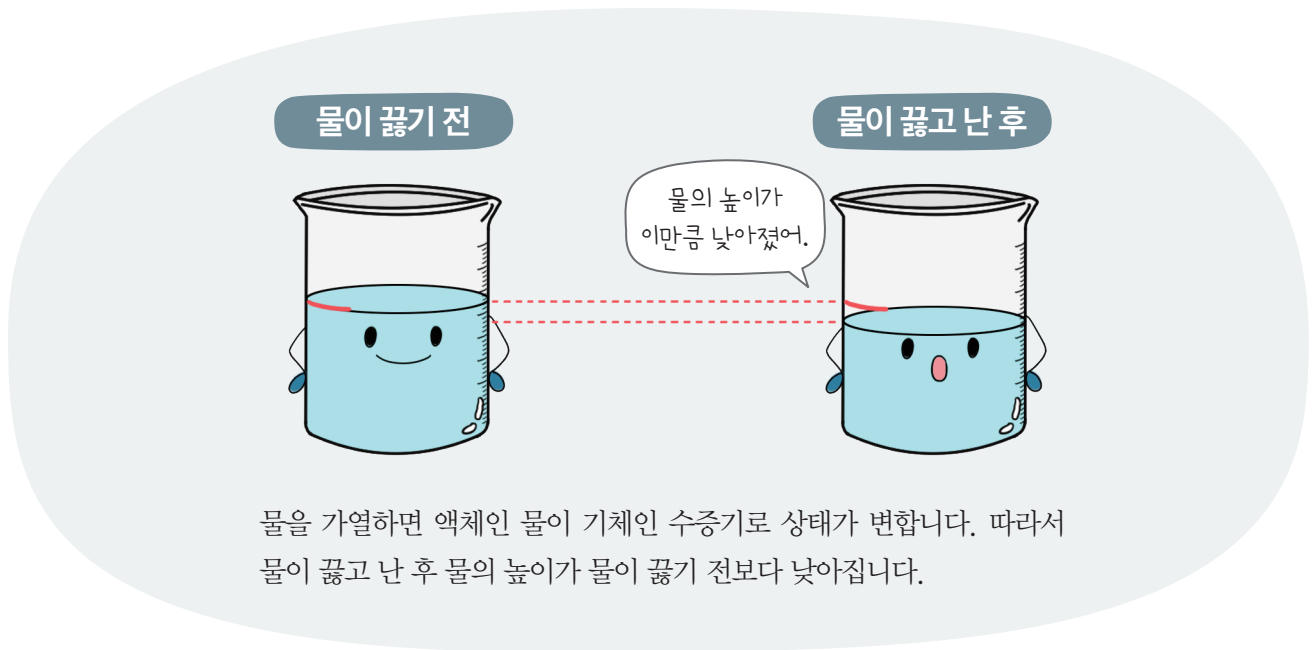 물이 끓기 전
물이 끓고 난 후
물의 높이가
이만큼 낮아졌어.
물을 가열하면 액체인 물이 기체인 수증기로 상태가 변합니다. 따라서
물이 끓고 난 후 물의 높이가 물이 끓기 전보다 낮아집니다.